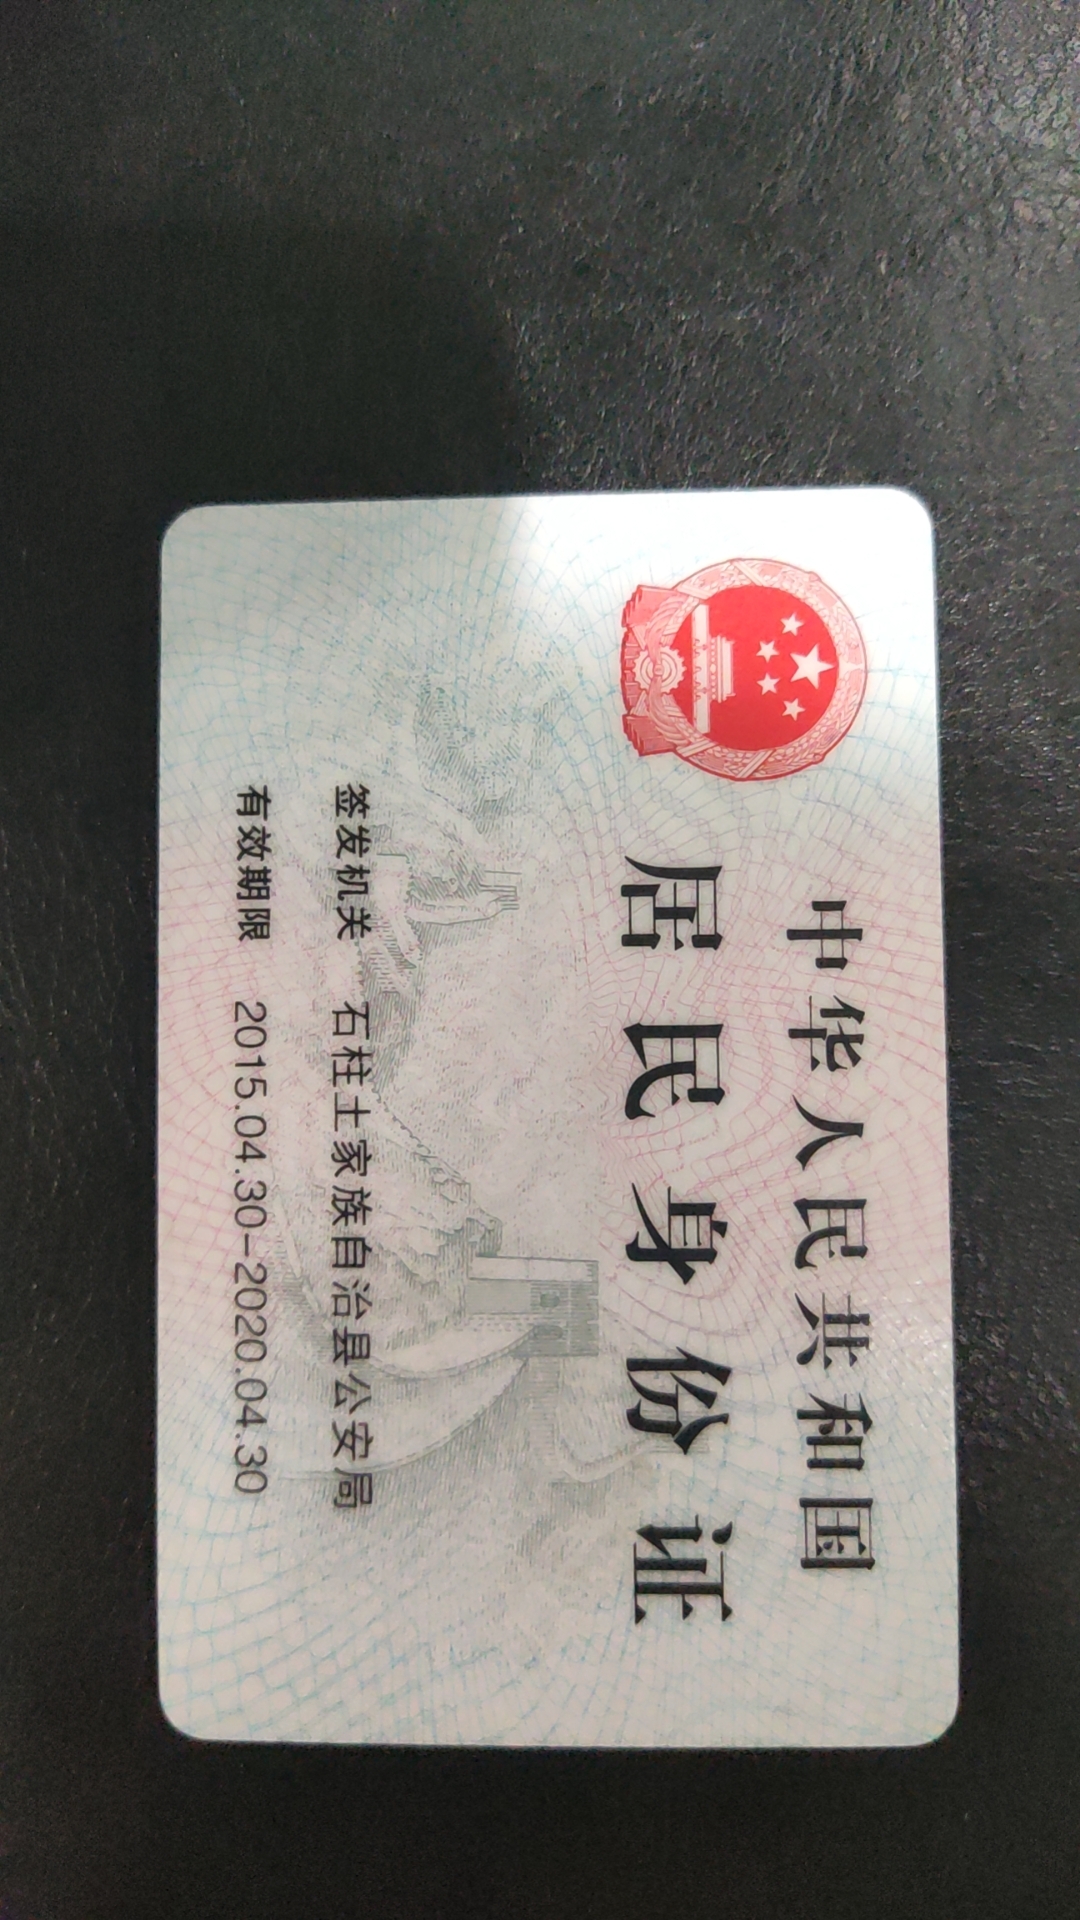 中华人民共和国
居民身份证
签发机关 石柱土家族自治县公安局
有效期限 2015.04.30-2020.04.30